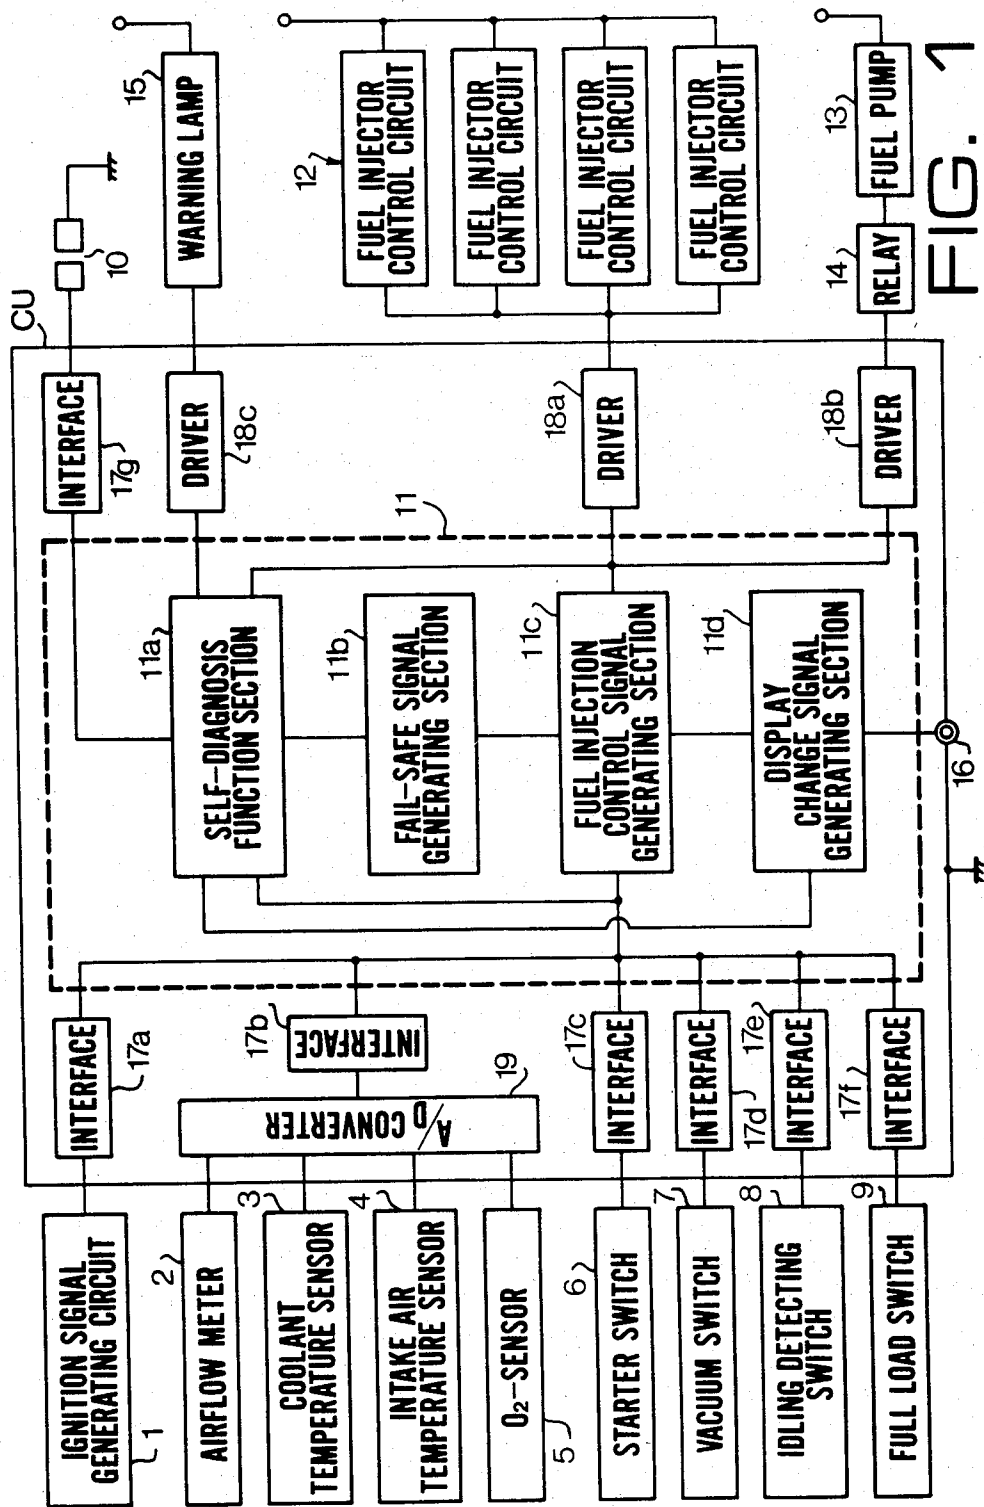 IGNITION SIGNAL
GENERATING CIRCUIT
1
AIRFLOW METER
2
COOLANT
TEMPERATURE SENSOR
3
INTAKE AIR
TEMPERATURE SENSOR
4
O2-SENSOR
5
STARTER SWITCH
6
VACUUM SWITCH
7
IDLING DETECTING
SWITCH
8
FULL LOAD SWITCH
9
INTERFACE
17a
A/D CONVERTER
19
INTERFACE
17b
INTERFACE
17c
INTERFACE
17d
INTERFACE
17e
INTERFACE
17f
SELF-DIAGNOSIS
FUNCTION SECTION
11a
FAIL-SAFE SIGNAL
GENERATING SECTION
11b
FUEL INJECTION
CONTROL SIGNAL
GENERATING SECTION
11c
DISPLAY
CHANGE SIGNAL
GENERATING SECTION
11d
11
16
INTERFACE
17g
DRIVER
18c
DRIVER
18a
DRIVER
18b
CU
10
WARNING LAMP
15
12
FUEL INJECTOR
CONTROL CIRCUIT
FUEL INJECTOR
CONTROL CIRCUIT
FUEL INJECTOR
CONTROL CIRCUIT
FUEL INJECTOR
CONTROL CIRCUIT
RELAY
14
FUEL PUMP
13
FIG. 1